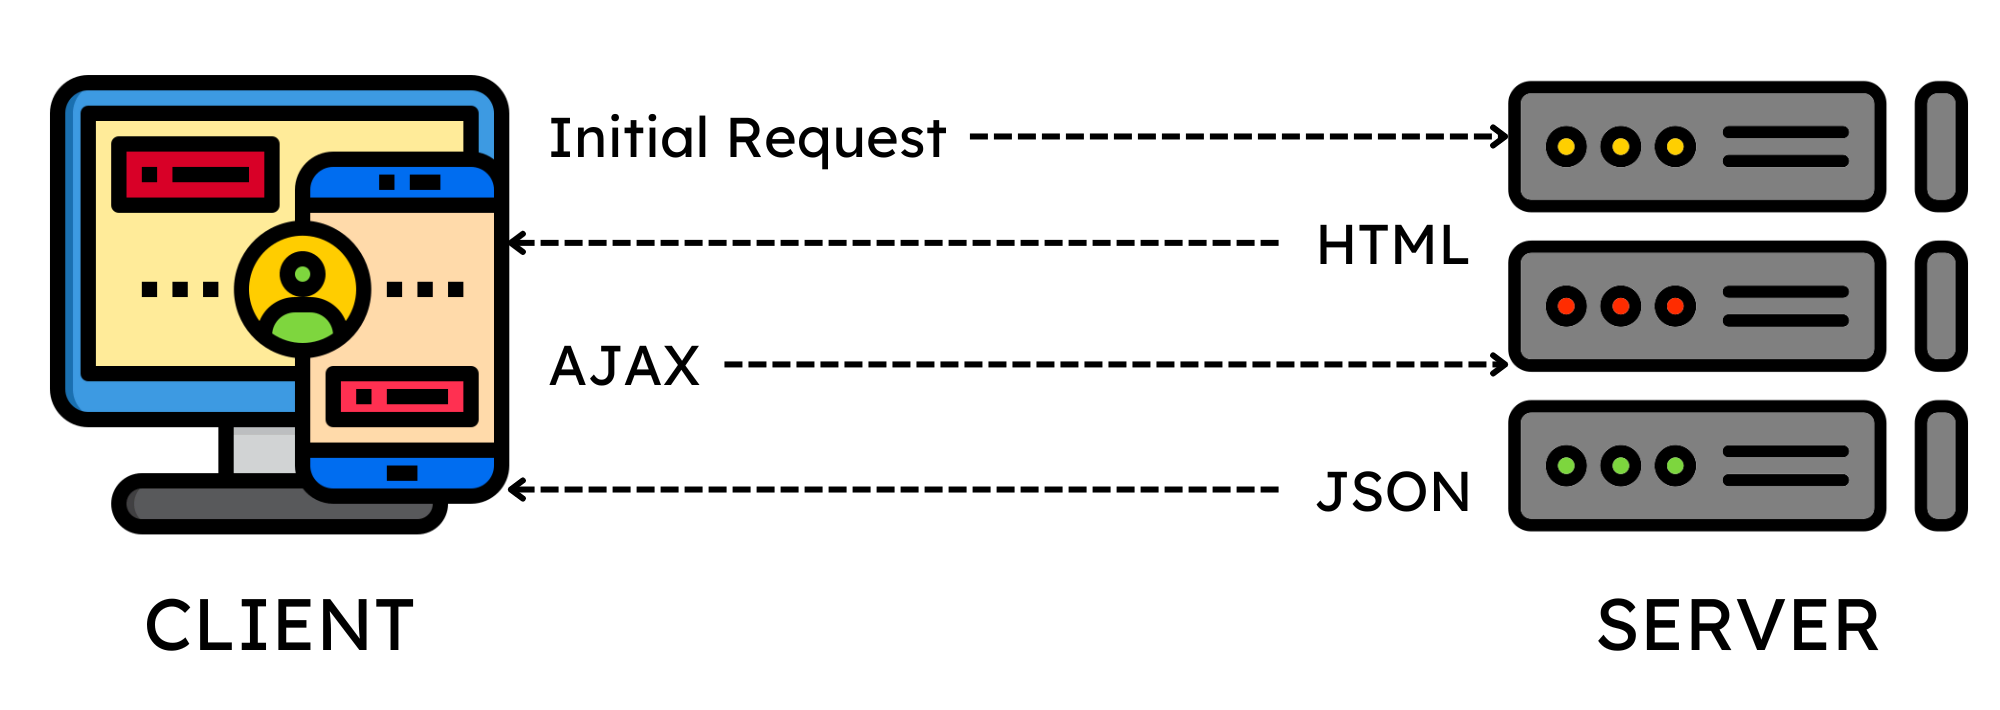 Initial Request
HTML
AJAX
JSON
CLIENT
SERVER